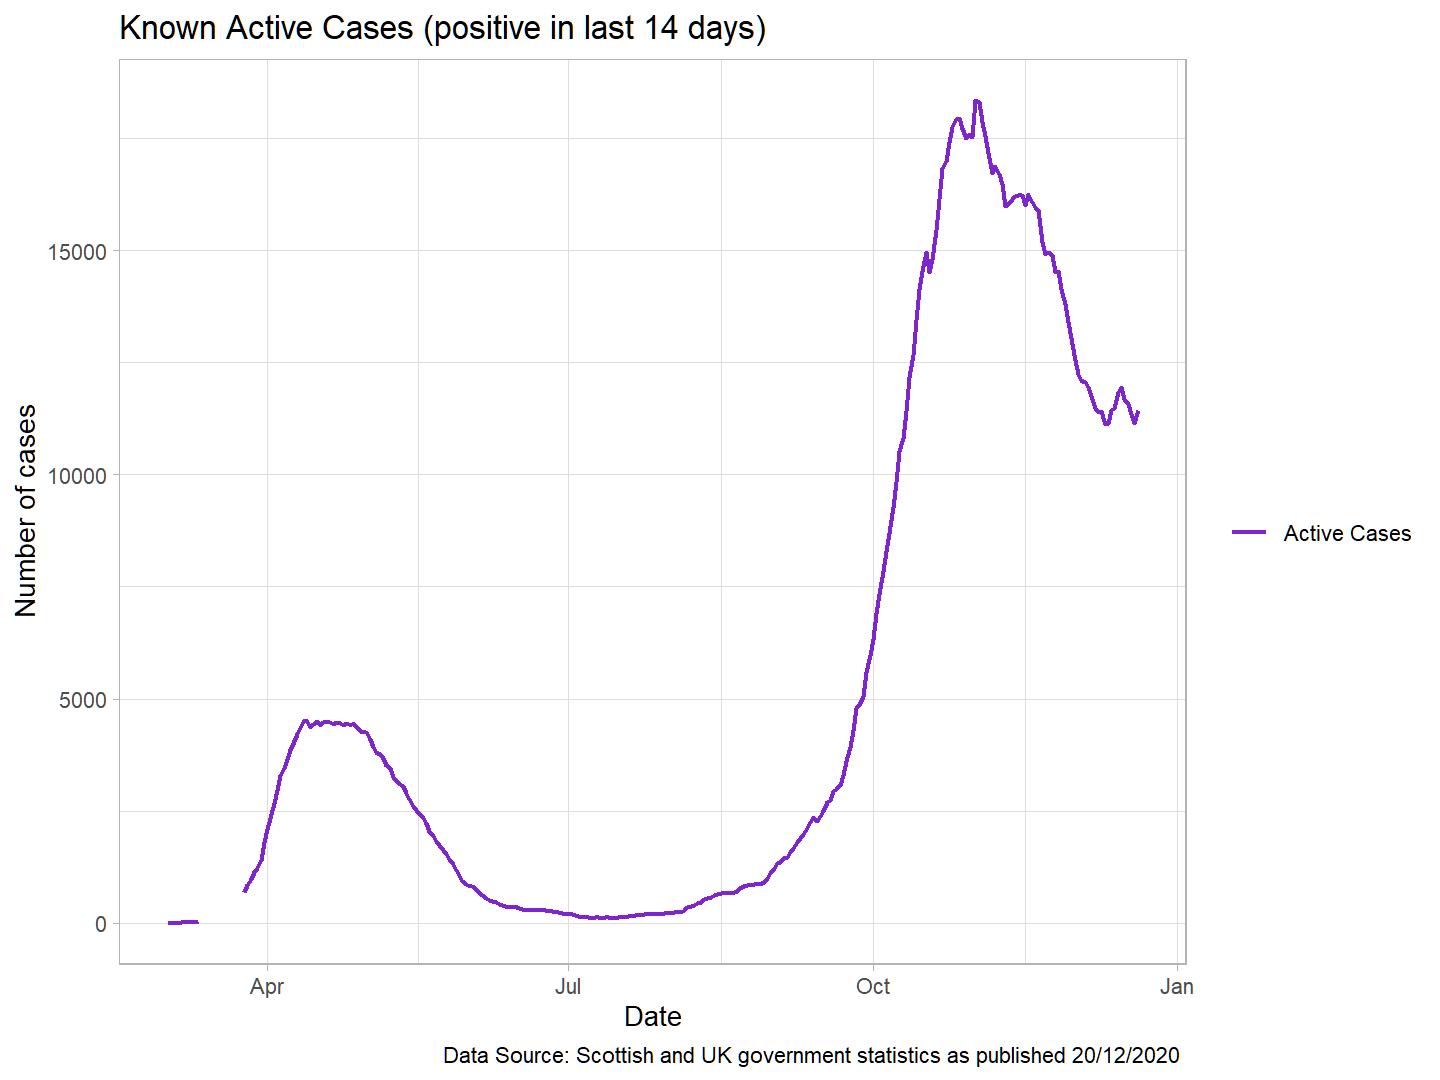 Known Active Cases (positive in last 14 days)
Number of cases
15000
10000
5000
0
Apr
Jul
Oct
Jan
Date
Active Cases
Data Source: Scottish and UK government statistics as published 20/12/2020